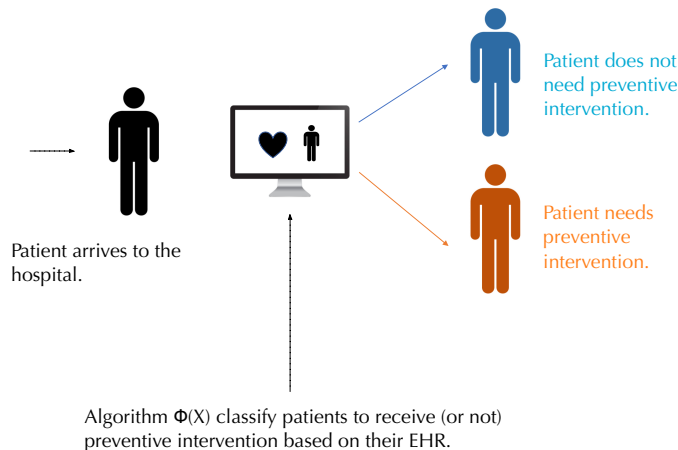 Patient does not
need preventive
intervention.
Patient arrives to the
hospital.
Patient needs
preventive
intervention.
Algorithm Φ(X) classify patients to receive (or not)
preventive intervention based on their EHR.